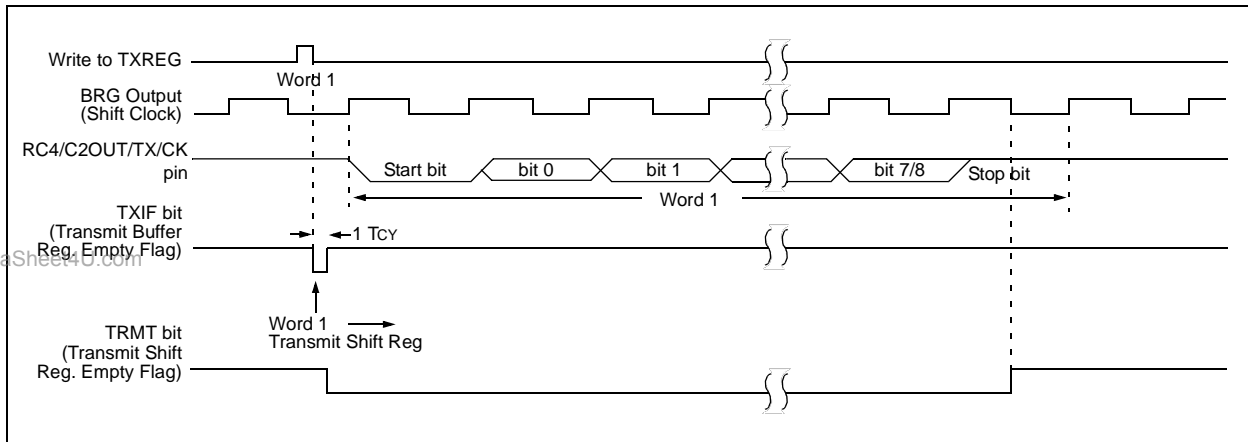 Write to TXREG
Word 1
BRG Output
(Shift Clock)
RC4/C2OUT/TX/CK
pin
Start bit
bit 0
bit 1
bit 7/8
Stop bit
Word 1
TXIF bit
(Transmit Buffer
Reg. Empty Flag)
1 TCY
aSheet4U.com
Word 1
Transmit Shift Reg
TRMT bit
(Transmit Shift
Reg. Empty Flag)